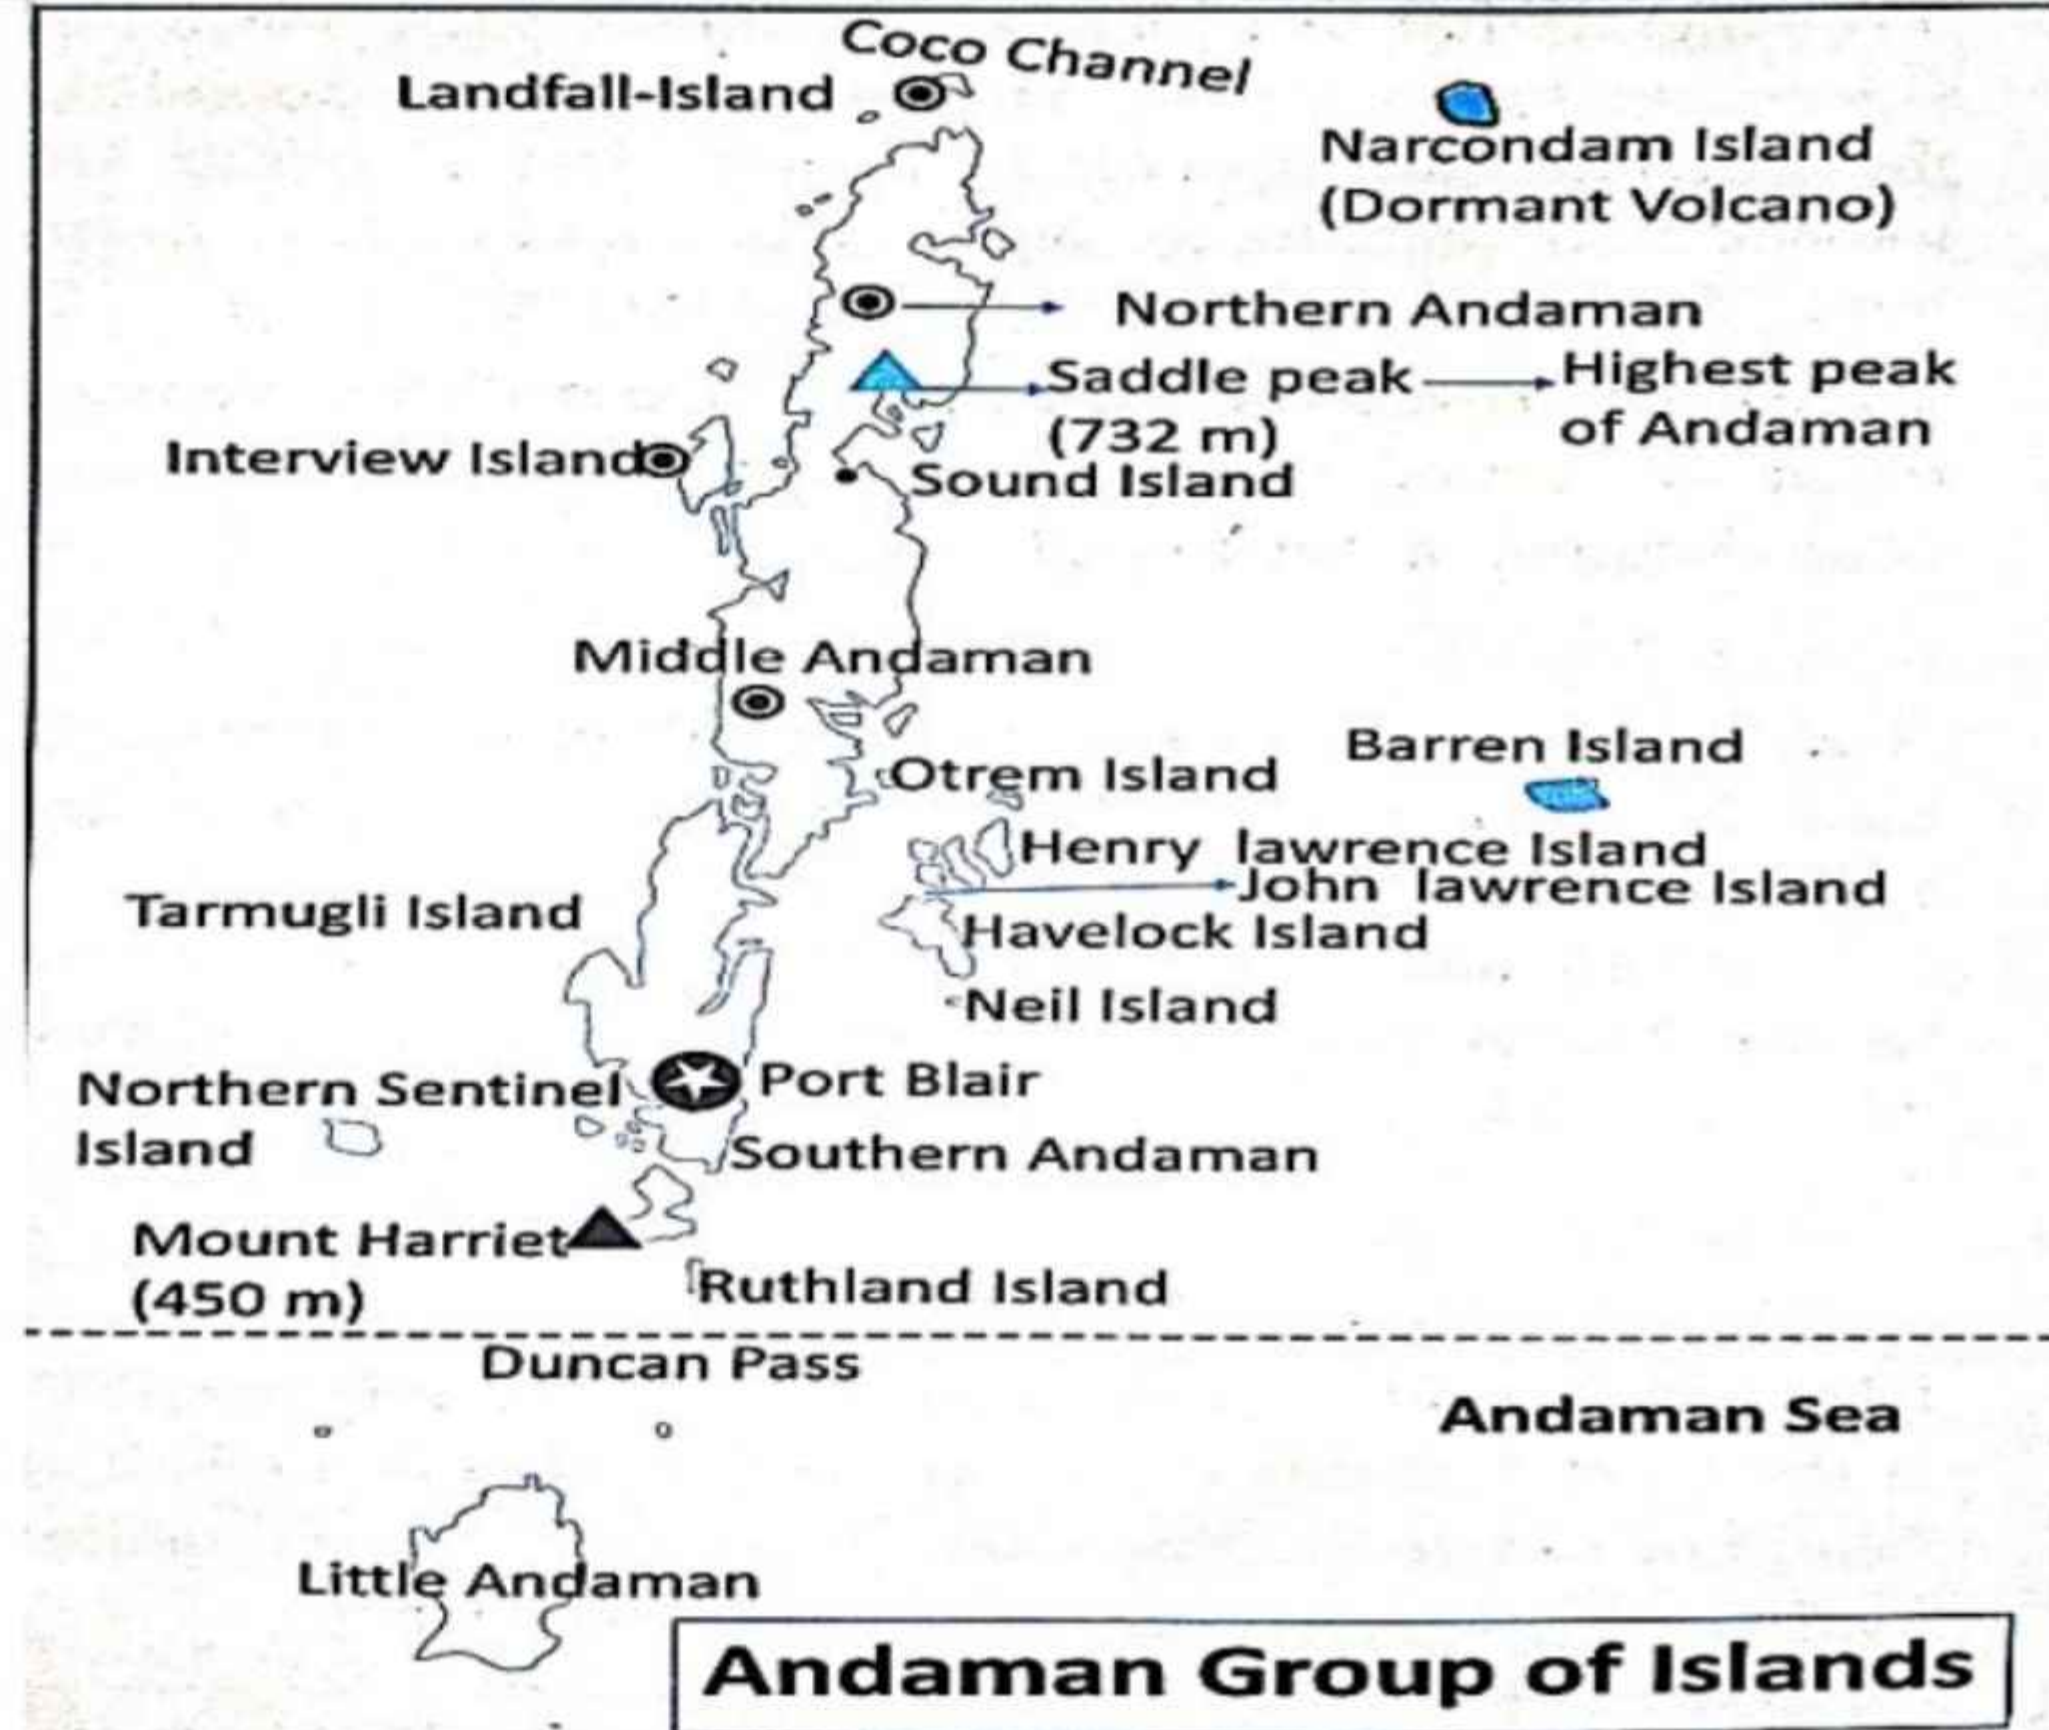 Coco Channel
Landfall-Island
Narcondam Island
(Dormant Volcano)
Northern Andaman
Saddle peak
(732 m)
Highest peak
of Andaman
Interview Island
Sound Island
Middle Andaman
Otrem Island
Barren Island
Henry lawrence Island
John lawrence Island
Tarmugli Island
Havelock Island
Neil Island
Port Blair
Northern Sentinel
Island
Southern Andaman
Mount Harriet
(450 m)
Ruthland Island
Duncan Pass
Andaman Sea
Little Andaman
Andaman Group of Islands